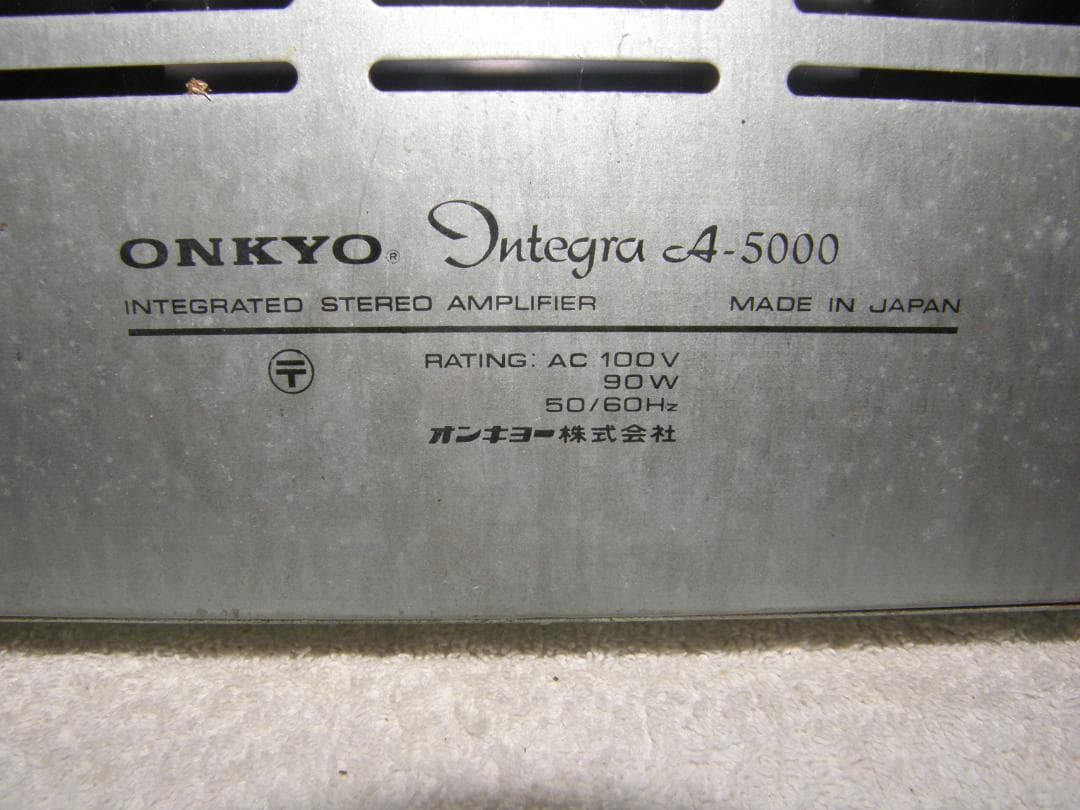 ONKYO® Integra A-5000
INTEGRATED STEREO AMPLIFIER MADE IN JAPAN
〒 RATING: AC 100V
90W
50/60Hz
オンキヨー株式会社